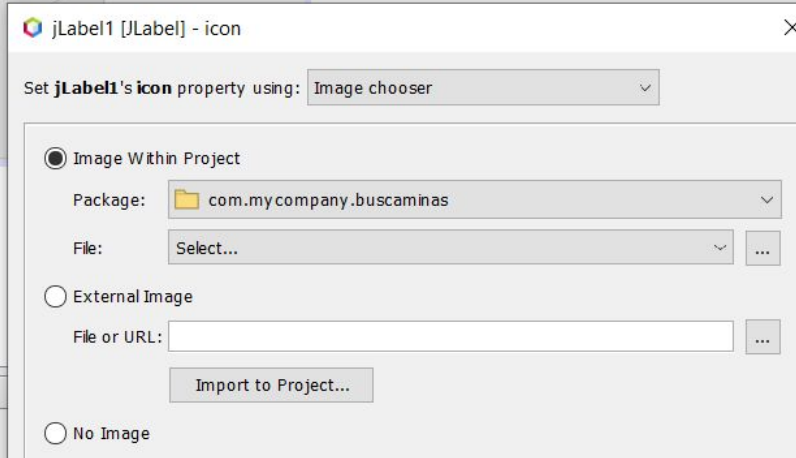 jLabel1 [JLabel] - icon
Set jLabel1's icon property using: Image chooser
Image Within Project
Package: com.mycompany.buscaminas
File: Select... ...
External Image
File or URL: ...
Import to Project...
No Image